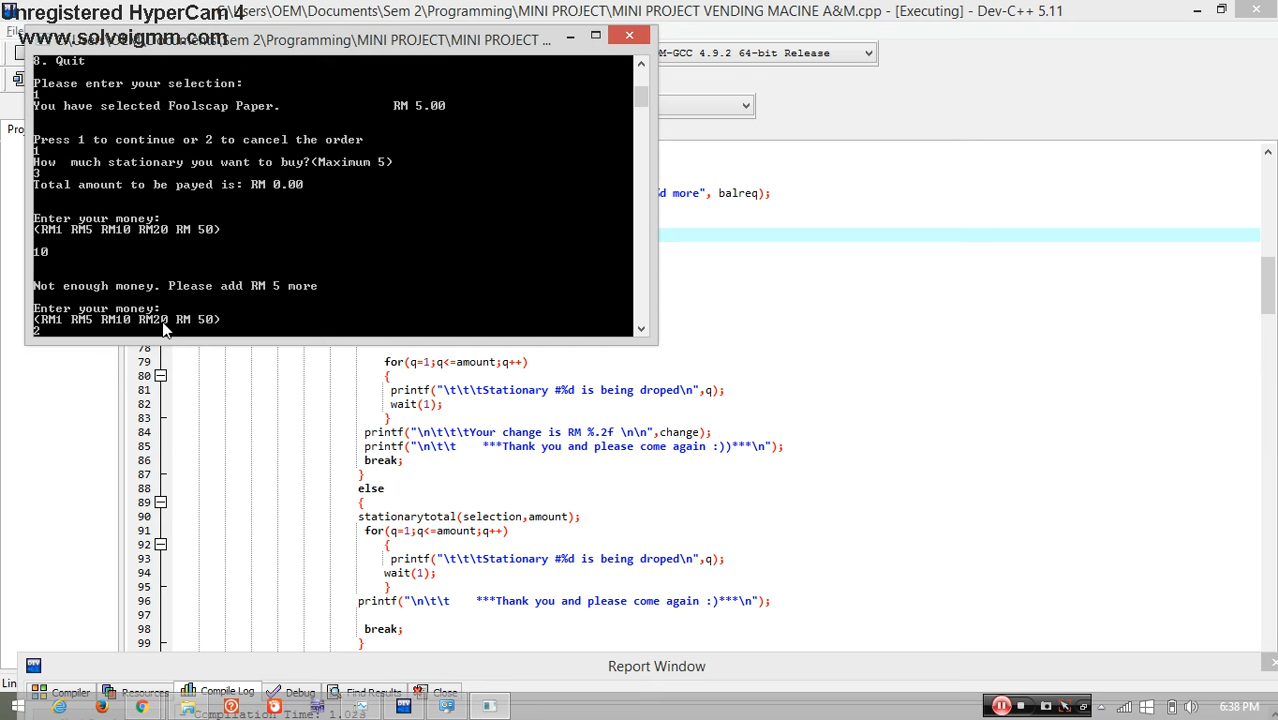 Unregistered HyperCam 4
:\Users\OEM\Documents\Sem 2\Programming\MINI PROJECT\MINI PROJECT VENDING MACINE A&M.cpp - [Executing] - Dev-C++ 5.11
www.solveigmm.com
\Documents\Sem 2\Programming\MINI PROJECT\MINI PROJECT ...
M-GCC 4.9.2 64-bit Release
8. Quit
Please enter your selection:
1
You have selected Foolscap Paper. RM 5.00
Press 1 to continue or 2 to cancel the order
1
How much stationary you want to buy?(Maximum 5)
3
Total amount to be payed is: RM 0.00
Enter your money:
(RM1 RM5 RM10 RM20 RM 50)
10
Not enough money. Please add RM 5 more
Enter your money:
(RM1 RM5 RM10 RM20 RM 50)
2
%d more", balreq);
78
79 for(q=1;q<=amount;q++)
80 {
81 printf("\t\t\tStationary #%d is being droped\n",q);
82 wait(1);
83 }
84 printf("\n\t\t\tYour change is RM %.2f \n\n",change);
85 printf("\n\t\t ***Thank you and please come again :))***\n");
86 break;
87 }
88 else
89 {
90 stationarytotal(selection,amount);
91 for(q=1;q<=amount;q++)
92 {
93 printf("\t\t\tStationary #%d is being droped\n",q);
94 wait(1);
95 }
96 printf("\n\t\t ***Thank you and please come again :)***\n");
97
98 break;
99 }
Report Window
Compiler Resources Compile Log Debug Find Results Close
Compilation Time: 1.02s
6:38 PM